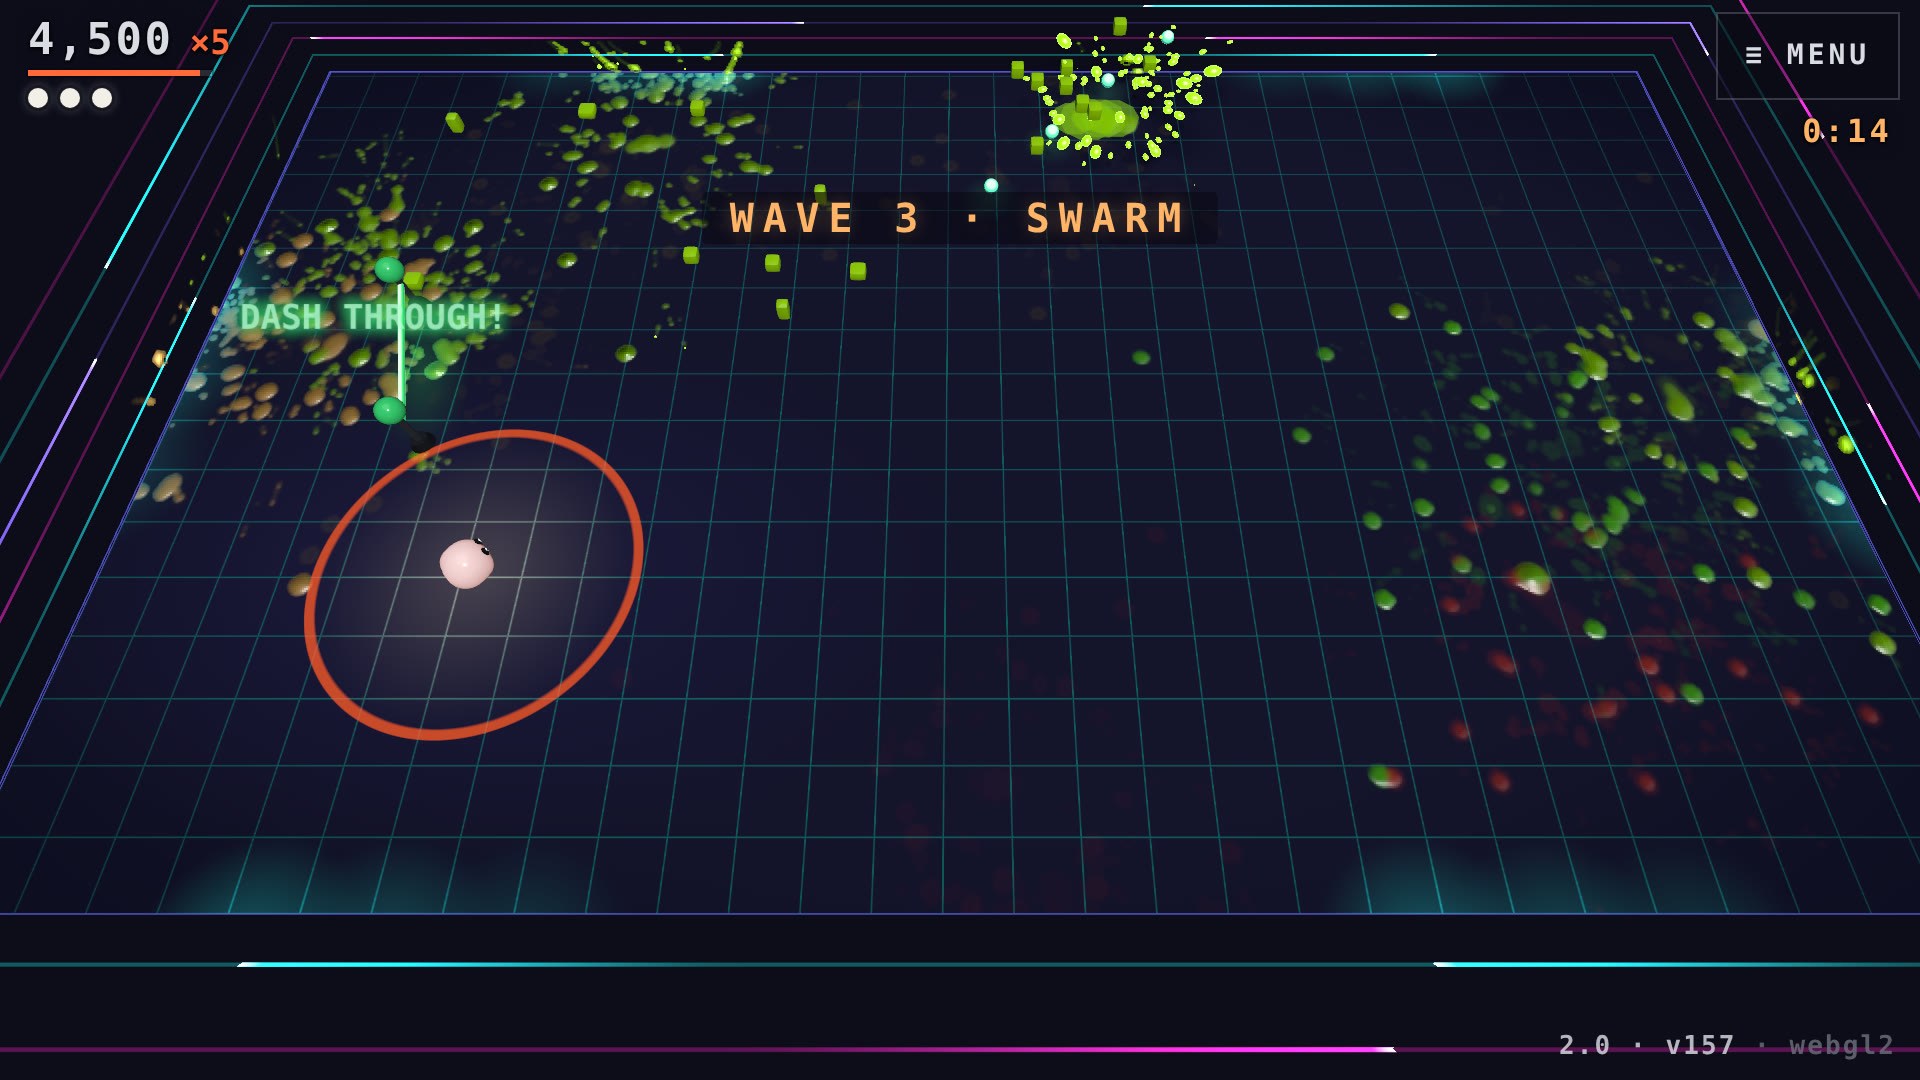 4,500 ×5
≡ MENU
0:14
WAVE 3 · SWARM
DASH THROUGH!
2.0 · v157 · webgl2